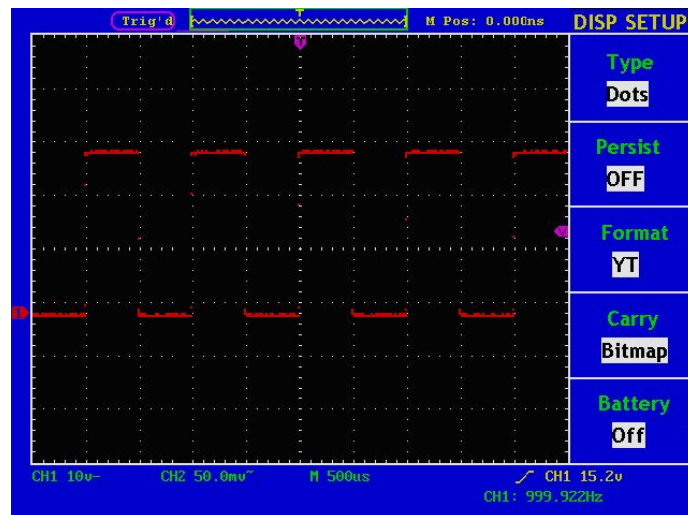 Trig'd M Pos: 0.000ns DISP SETUP
T
Type
Dots
Persist
OFF
Format
YT
1
Carry
Bitmap
Battery
Off
CH1 10v- CH2 50.0mv~ M 500us CH1 15.2v
CH1: 999.922Hz